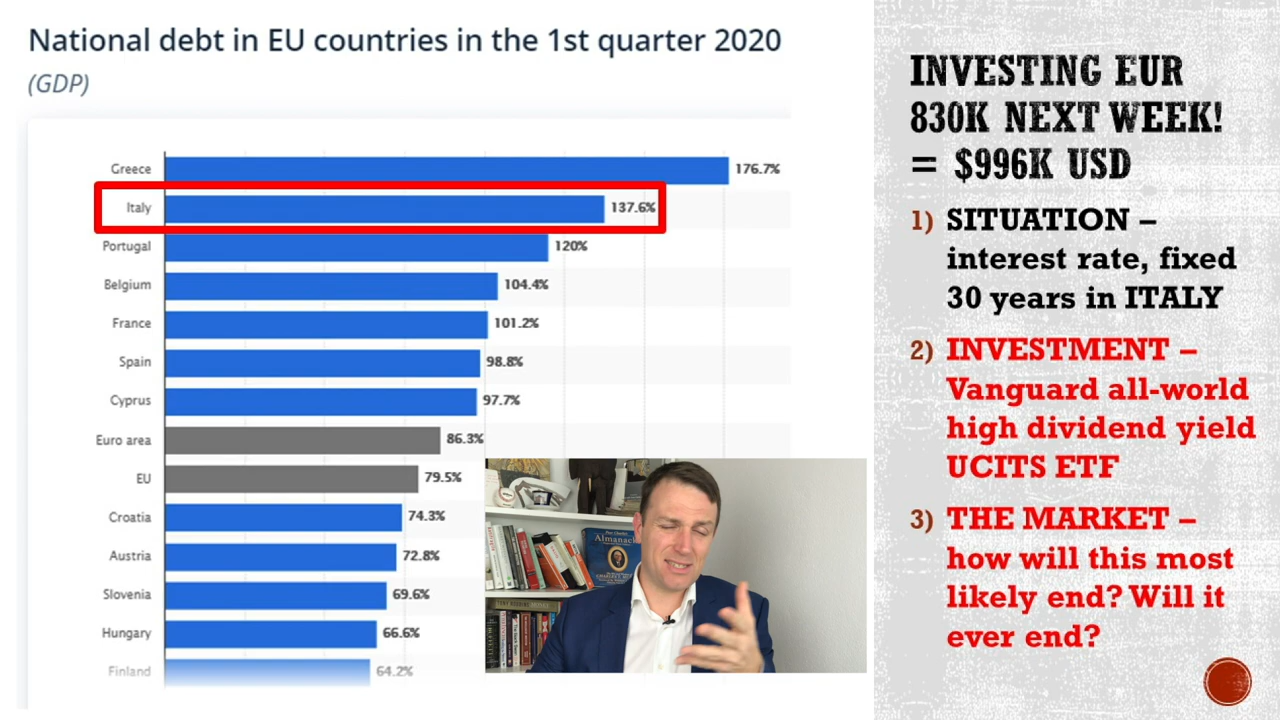 National debt in EU countries in the 1st quarter 2020
(GDP)
Greece 176.7%
Italy 137.6%
Portugal 120%
Belgium 104.4%
France 101.2%
Spain 98.8%
Cyprus 97.7%
Euro area 86.3%
EU 79.5%
Croatia 74.3%
Austria 72.8%
Slovenia 69.6%
Hungary 66.6%
Finland 64.2%
Almanack
INVESTING EUR
830K NEXT WEEK!
= $996K USD
1) SITUATION –
interest rate, fixed
30 years in ITALY
2) INVESTMENT –
Vanguard all-world
high dividend yield
UCITS ETF
3) THE MARKET –
how will this most
likely end? Will it
ever end?